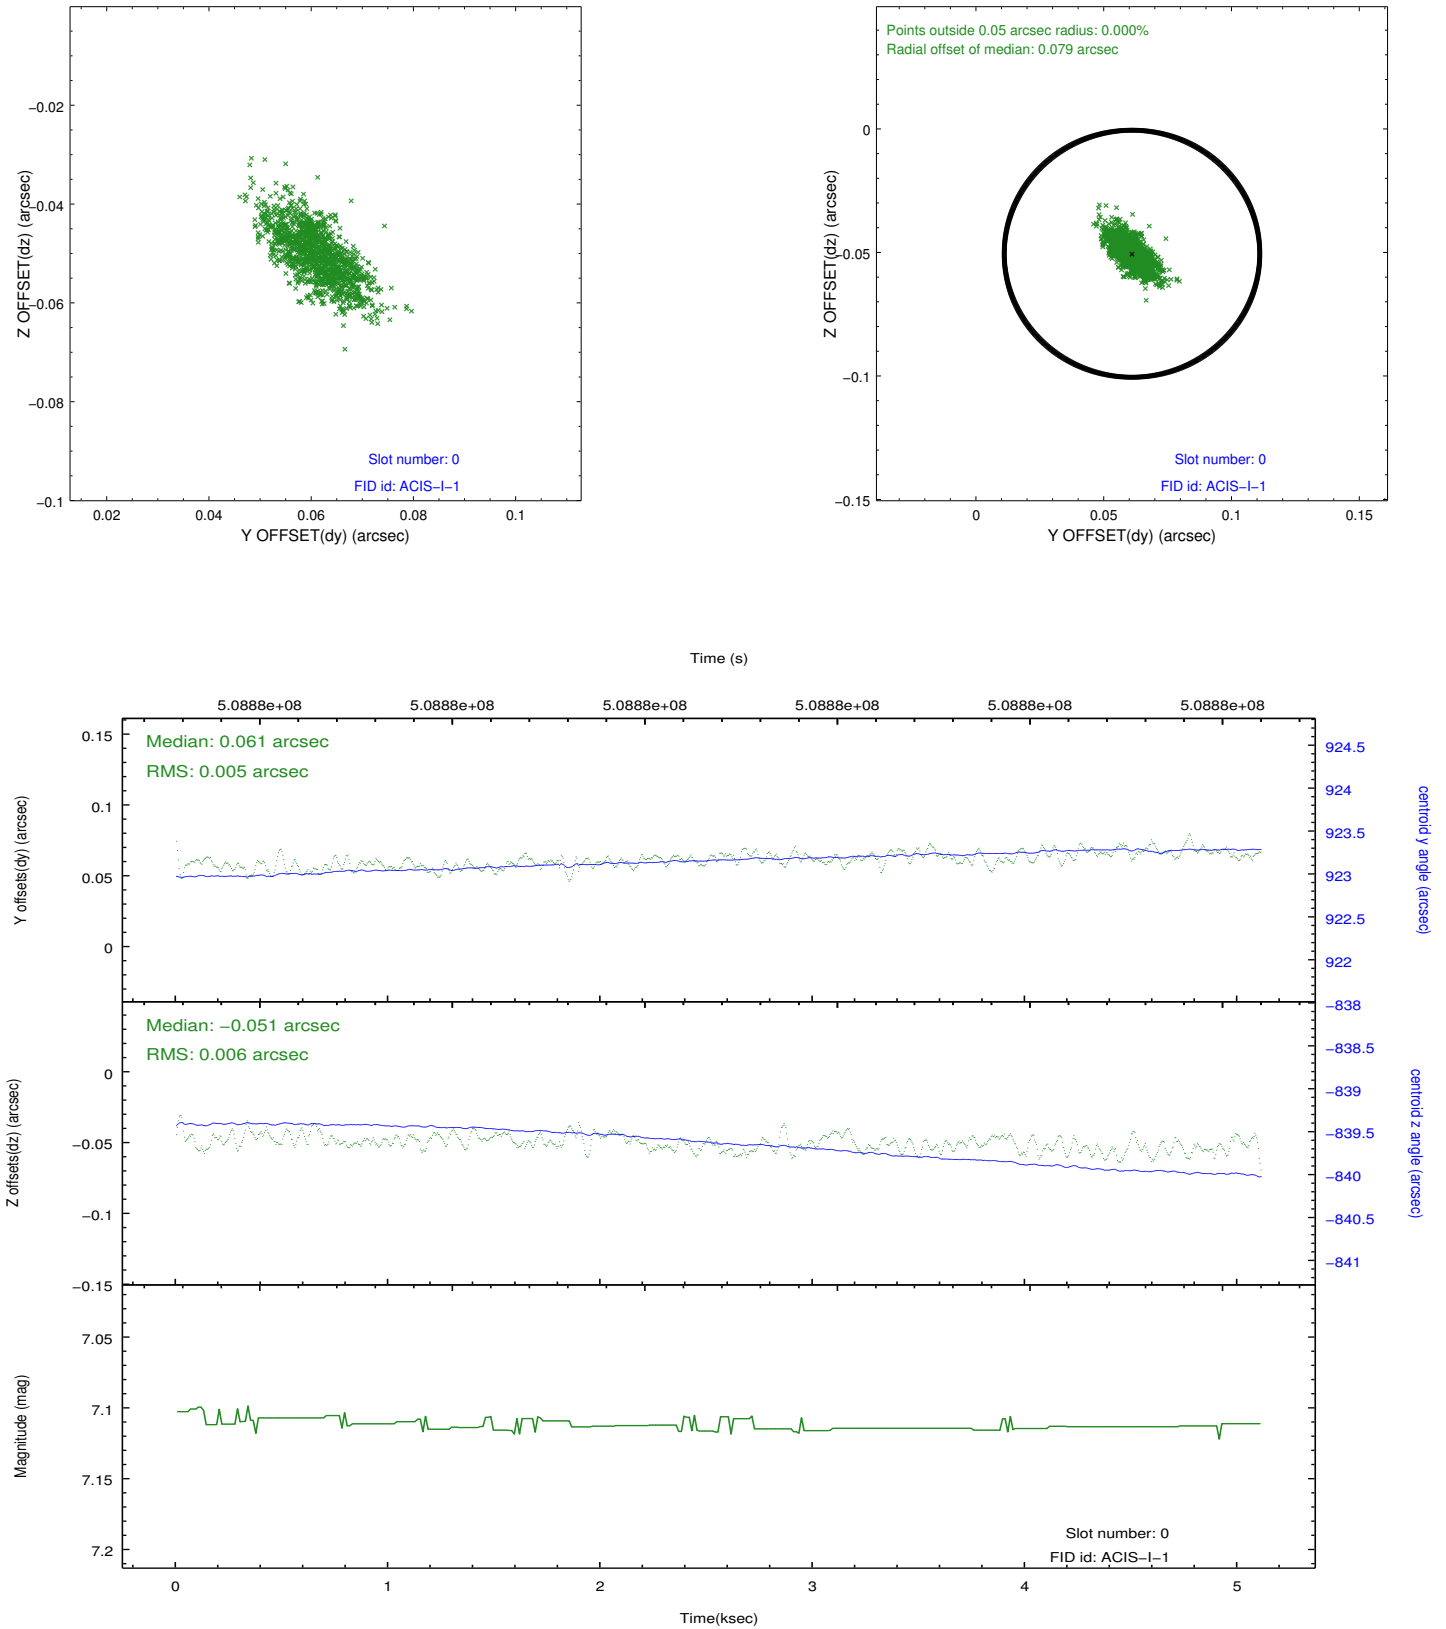 −0.02
−0.04
−0.06
−0.08
−0.1
Z OFFSET(dz) (arcsec)
Slot number: 0
FID id: ACIS−I−1
0.02 0.04 0.06 0.08 0.1
Y OFFSET(dy) (arcsec)
Points outside 0.05 arcsec radius: 0.000%
Radial offset of median: 0.079 arcsec
0
−0.05
−0.1
−0.15
Z OFFSET(dz) (arcsec)
Slot number: 0
FID id: ACIS−I−1
0 0.05 0.1 0.15
Y OFFSET(dy) (arcsec)
Time (s)
5.0888e+08 5.0888e+08 5.0888e+08 5.0888e+08 5.0888e+08 5.0888e+08
Median: 0.061 arcsec
RMS: 0.005 arcsec
0.15
0.1
0.05
0
Y offsets(dy) (arcsec)
924.5
924
923.5
923
922.5
922
centroid y angle (arcsec)
Median: −0.051 arcsec
RMS: 0.006 arcsec
0
−0.05
−0.1
−0.15
Z offsets(dz) (arcsec)
−838
−838.5
−839
−839.5
−840
−840.5
−841
centroid z angle (arcsec)
7.05
7.1
7.15
7.2
Magnitude (mag)
Slot number: 0
FID id: ACIS−I−1
0 1 2 3 4 5
Time(ksec)